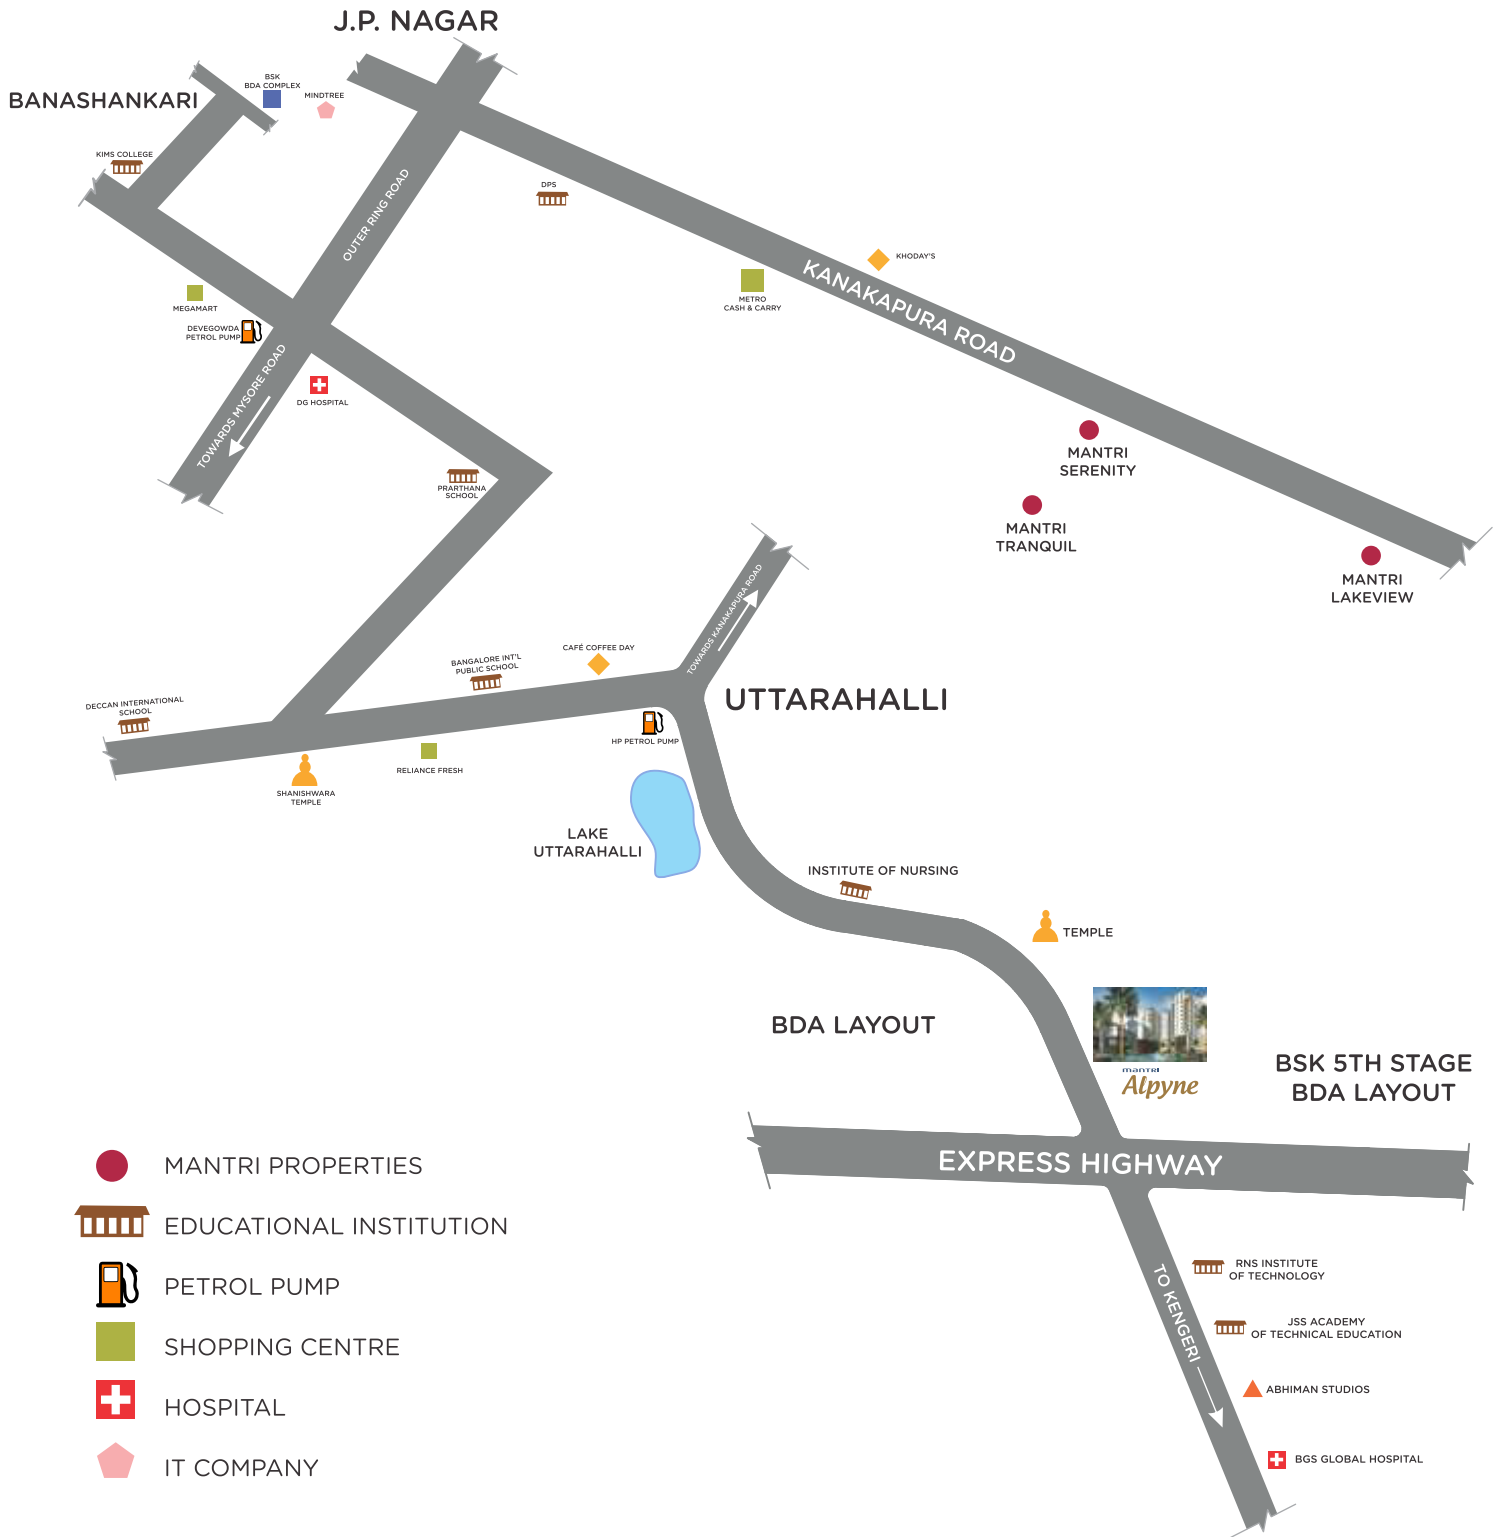 J.P. NAGAR
BANASHANKARI
BSK
BDA COMPLEX
MINDTREE
KIMS COLLEGE
DPS
OUTER RING ROAD
KHODAY'S
METRO
CASH & CARRY
KANAKAPURA ROAD
MEGAMART
DEVEGOWDA
PETROL PUMP
TOWARDS MYSORE ROAD
DG HOSPITAL
MANTRI
SERENITY
PRARTHANA
SCHOOL
MANTRI
TRANQUIL
MANTRI
LAKEVIEW
TOWARDS KANAKAPURA ROAD
CAFÉ COFFEE DAY
BANGALORE INT'L
PUBLIC SCHOOL
DECCAN INTERNATIONAL
SCHOOL
UTTARAHALLI
HP PETROL PUMP
RELIANCE FRESH
SHANISHWARA
TEMPLE
LAKE
UTTARAHALLI
INSTITUTE OF NURSING
TEMPLE
BDA LAYOUT
mantri
Alpyne
BSK 5TH STAGE
BDA LAYOUT
EXPRESS HIGHWAY
TO KENGERI
RNS INSTITUTE
OF TECHNOLOGY
JSS ACADEMY
OF TECHNICAL EDUCATION
ABHIMAN STUDIOS
BGS GLOBAL HOSPITAL
MANTRI PROPERTIES
EDUCATIONAL INSTITUTION
PETROL PUMP
SHOPPING CENTRE
HOSPITAL
IT COMPANY